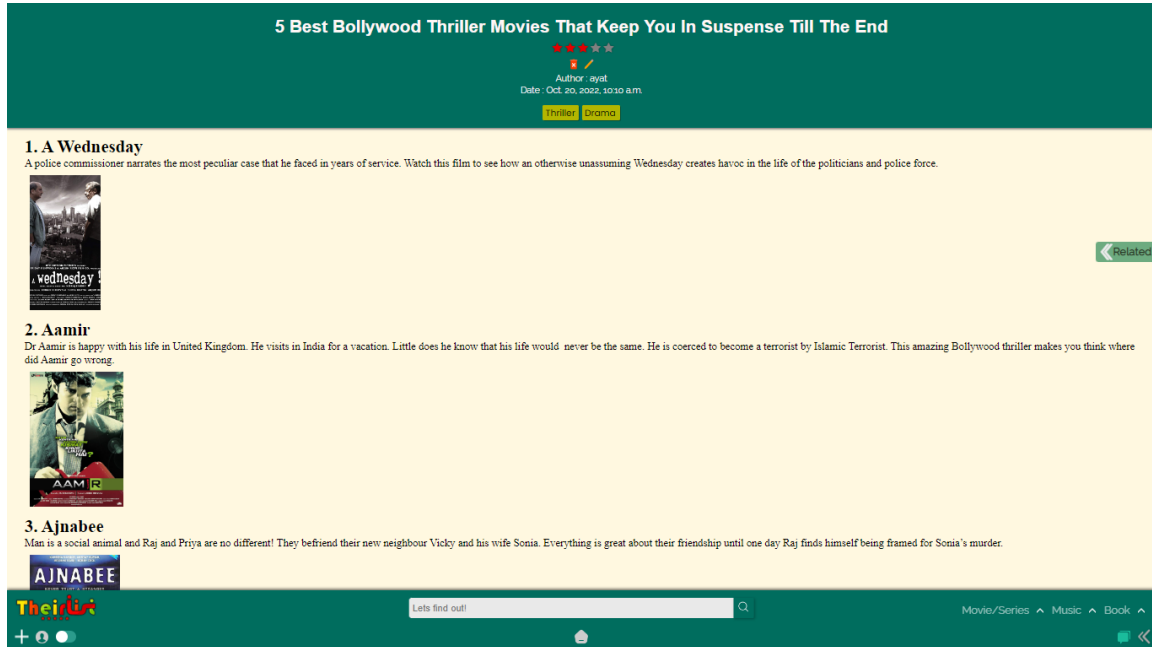 5 Best Bollywood Thriller Movies That Keep You In Suspense Till The End
Author : ayat
Date : Oct. 20, 2022, 10:10 a.m.
Thriller Drama
1. A Wednesday
A police commissioner narrates the most peculiar case that he faced in years of service. Watch this film to see how an otherwise unassuming Wednesday creates havoc in the life of the politicians and police force.
a wednesday !
Related
2. Aamir
Dr Aamir is happy with his life in United Kingdom. He visits in India for a vacation. Little does he know that his life would never be the same. He is coerced to become a terrorist by Islamic Terrorist. This amazing Bollywood thriller makes you think where
did Aamir go wrong.
AAMIR
3. Ajnabee
Man is a social animal and Raj and Priya are no different! They befriend their new neighbour Vicky and his wife Sonia. Everything is great about their friendship until one day Raj finds himself being framed for Sonia's murder.
AJNABEE
TheirList
Lets find out!
Movie/Series Music Book